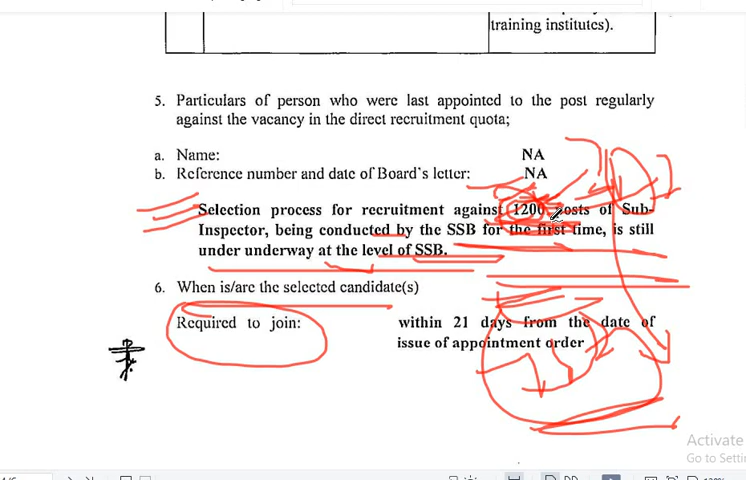 training institutes).
5. Particulars of person who were last appointed to the post regularly
against the vacancy in the direct recruitment quota;
a. Name: NA
b. Reference number and date of Board's letter: NA
Selection process for recruitment against 1200 posts of Sub-
Inspector, being conducted by the SSB for the first time, is still
under underway at the level of SSB.
6. When is/are the selected candidate(s)
Required to join: within 21 days from the date of
issue of appointment order
Activate
Go to Setti